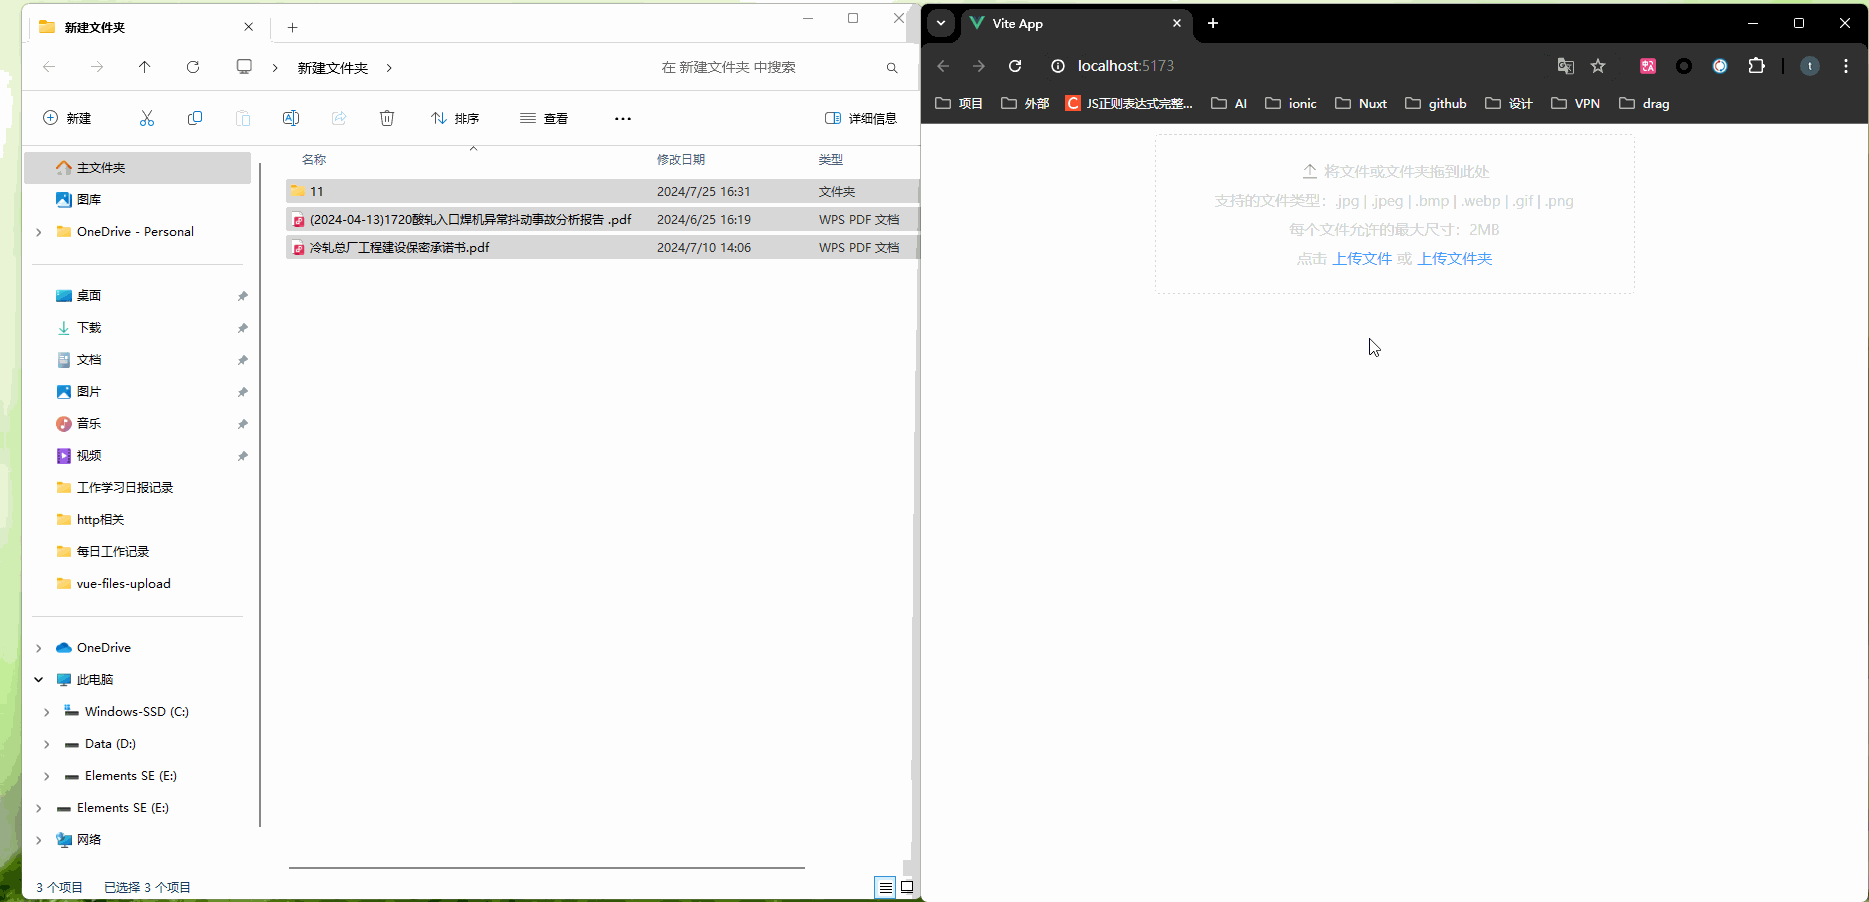 新建文件夹
新建文件夹
在 新建文件夹 中搜索
新建
排序
查看
详细信息
主文件夹
图库
OneDrive - Personal
桌面
下载
文档
图片
音乐
视频
工作学习日报记录
http相关
每日工作记录
vue-files-upload
OneDrive
此电脑
Windows-SSD (C:)
Data (D:)
Elements SE (E:)
Elements SE (E:)
网络
名称 修改日期 类型
11 2024/7/25 16:31 文件夹
(2024-04-13)1720酸轧入口焊机异常抖动事故分析报告 .pdf 2024/6/25 16:19 WPS PDF 文档
冷轧总厂工程建设保密承诺书.pdf 2024/7/10 14:06 WPS PDF 文档
3 个项目 已选择 3 个项目
Vite App
localhost:5173
t
项目 外部 JS正则表达式完整... AI ionic Nuxt github 设计 VPN drag
将文件或文件夹拖到此处
支持的文件类型：.jpg | .jpeg | .bmp | .webp | .gif | .png
每个文件允许的最大尺寸：2MB
点击 上传文件 或 上传文件夹